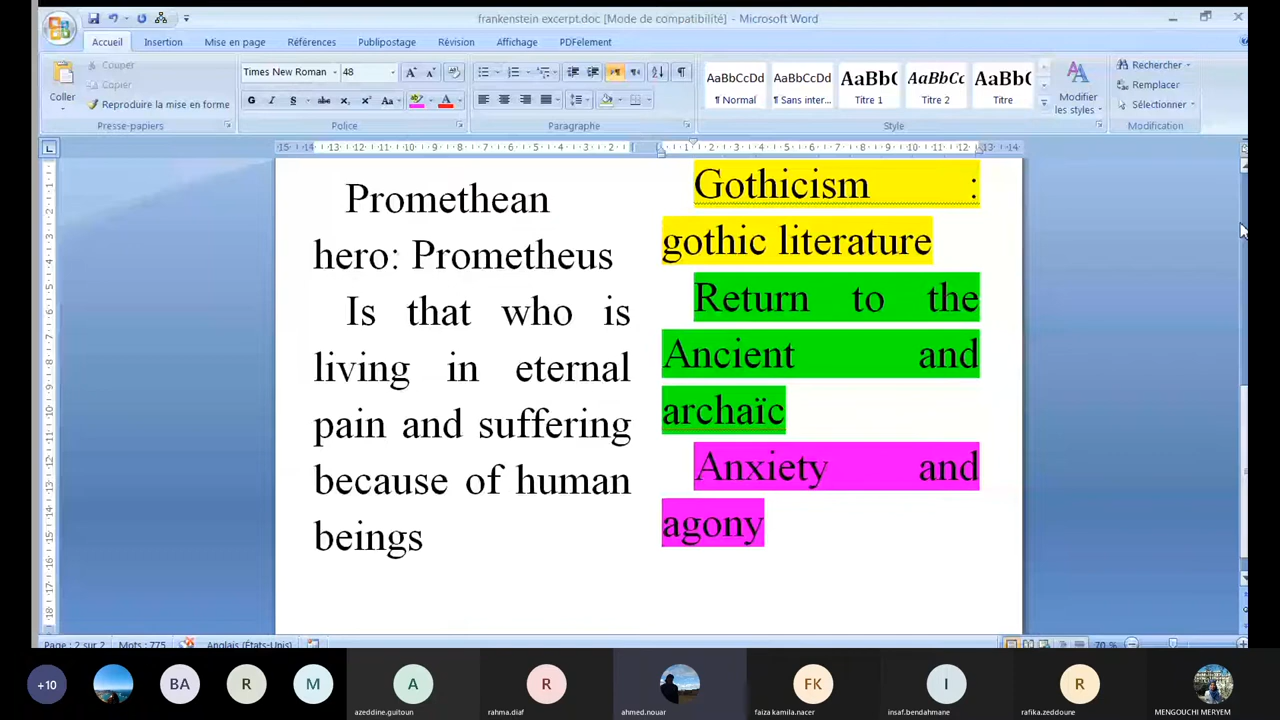 frankenstein excerpt.doc [Mode de compatibilité] - Microsoft Word
Accueil Insertion Mise en page Références Publipostage Révision Affichage PDFelement
Coller
Couper
Copier
Reproduire la mise en forme
Presse-papiers
Times New Roman 48
G I S abc X₂ X² Aa A
Police
Paragraphe
AaBbCcDd AaBbCcDd AaBbC AaBbCc AaBbC
¶ Normal ¶ Sans inter... Titre 1 Titre 2 Titre
Modifier
les styles
Style
Rechercher
Remplacer
Sélectionner
Modification
Promethean
hero: Prometheus
Is that who is
living in eternal
pain and suffering
because of human
beings
Gothicism :
gothic literature
Return to the
Ancient and
archaïc
Anxiety and
agony
Page : 2 sur 2 Mots : 775 Anglais (États-Unis) 70 %
+10 BA R M A R FK I R
azeddine.guitoun rahma.diaf ahmed.nouar faiza kamila.nacer insaf.bendahmane rafika.zeddoune MENGOUCHI MERYEM